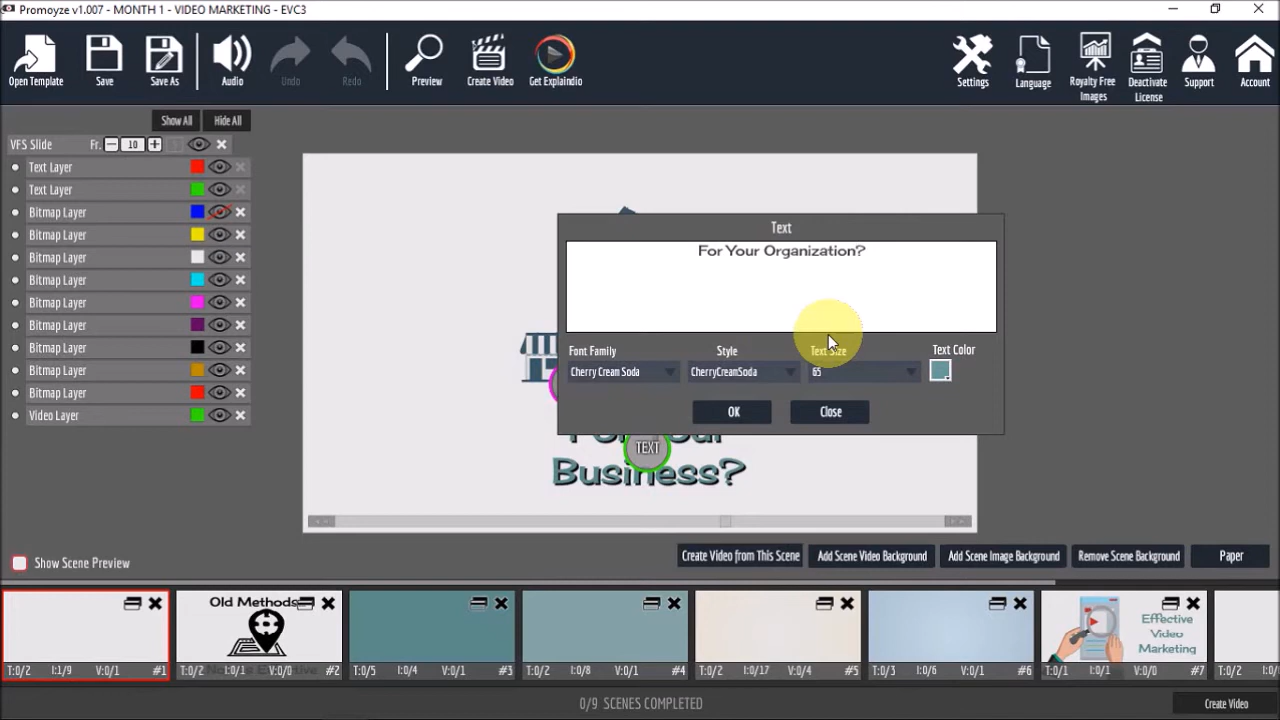 Promoyze v1.007 - MONTH 1 - VIDEO MARKETING - EVC3
Open Template
Save
Save As
Audio
Undo
Redo
Preview
Create Video
Get Explaindio
Settings
Language
Royalty Free
Images
Deactivate
License
Support
Account
Show All
Hide All
VFS Slide Fr. 10
Text Layer
Text Layer
Bitmap Layer
Bitmap Layer
Bitmap Layer
Bitmap Layer
Bitmap Layer
Bitmap Layer
Bitmap Layer
Bitmap Layer
Bitmap Layer
Video Layer
Text
For Your Organization?
Font Family
Style
Text Size
Text Color
Cherry Cream Soda
CherryCreamSoda
65
OK
Close
TEXT
Business?
Show Scene Preview
Create Video from This Scene
Add Scene Video Background
Add Scene Image Background
Remove Scene Background
Paper
Old Methods
Effective
Video
Marketing
T:0/2 I:1/9 V:0/1 #1
T:0/2 I:0/1 V:0/0 #2
T:0/5 I:0/4 V:0/1 #3
T:0/2 I:0/8 V:0/1 #4
T:0/2 I:0/17 V:0/4 #5
T:0/3 I:0/6 V:0/1 #6
T:0/1 I:0/1 V:0/0 #7
T:0/2 I:0/
0/9 SCENES COMPLETED
Create Video